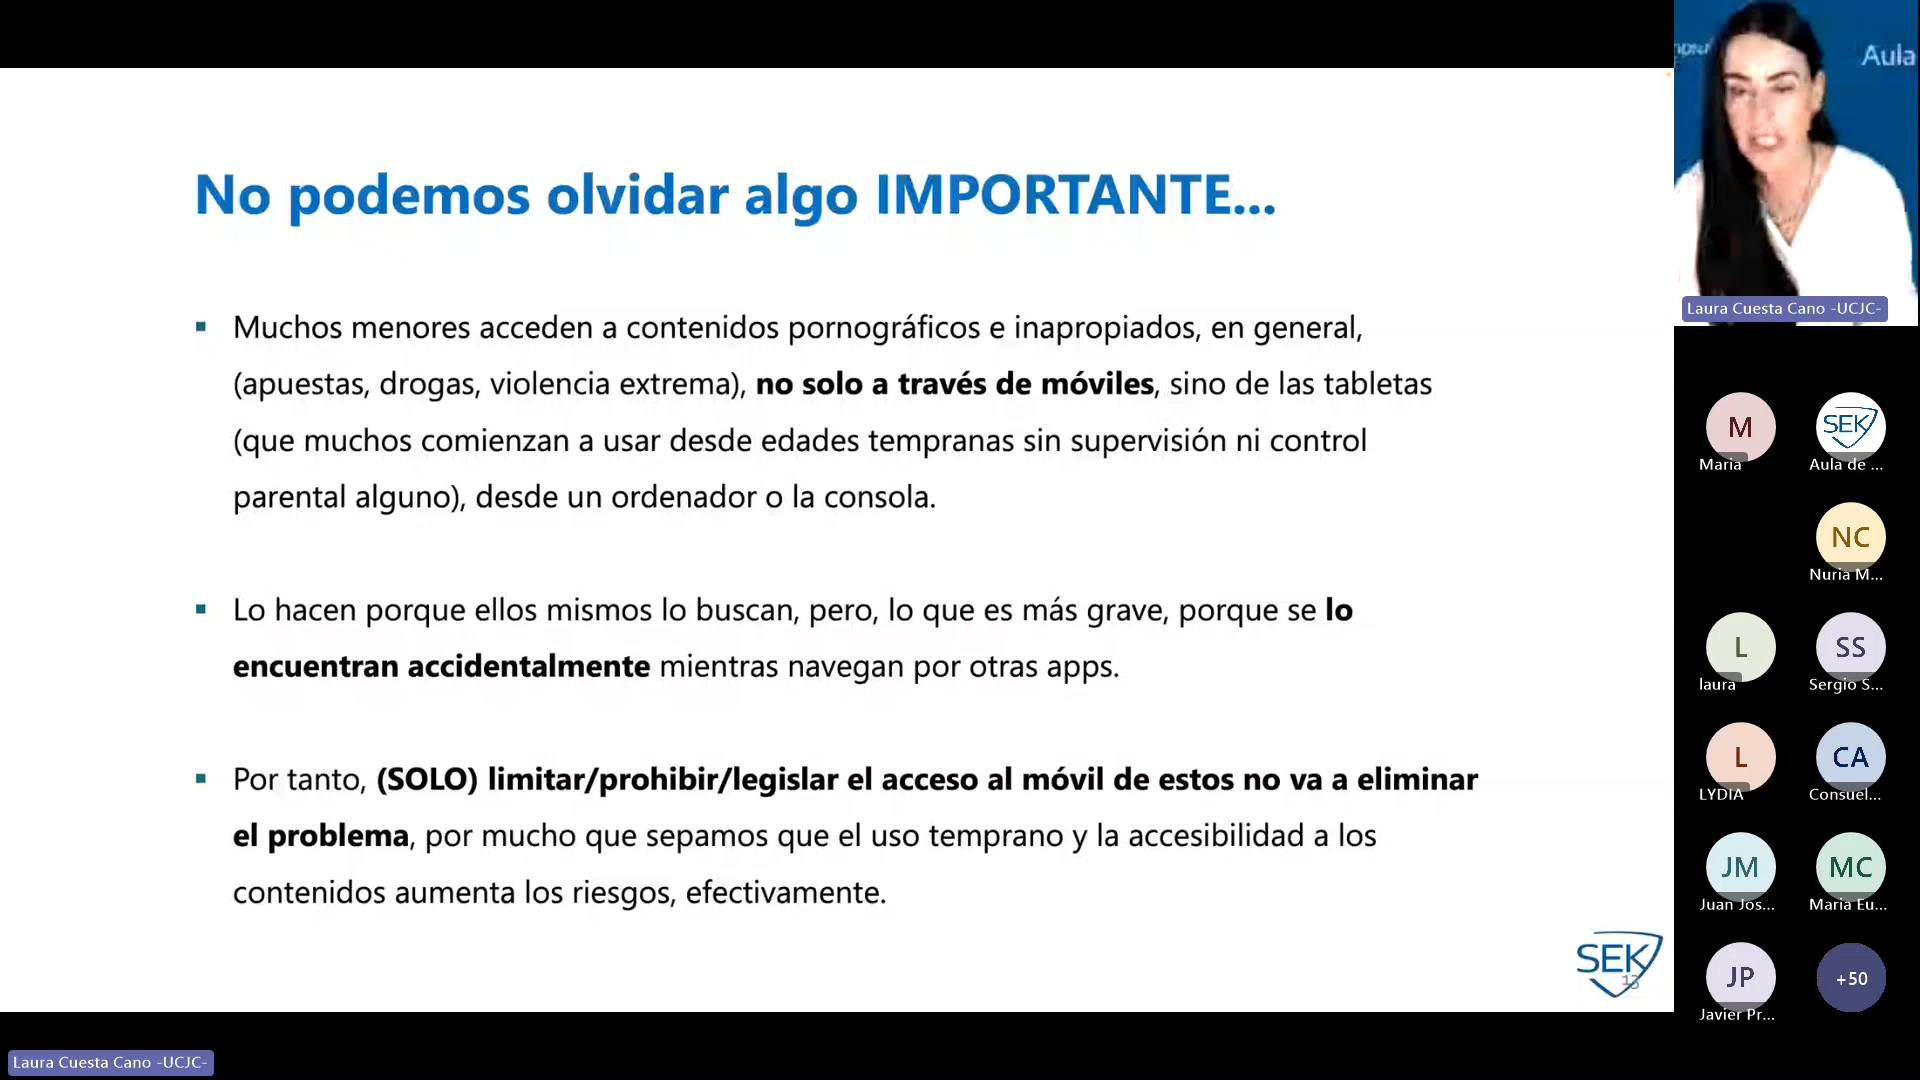 No podemos olvidar algo IMPORTANTE...
▪ Muchos menores acceden a contenidos pornográficos e inapropiados, en general,
(apuestas, drogas, violencia extrema), no solo a través de móviles, sino de las tabletas
(que muchos comienzan a usar desde edades tempranas sin supervisión ni control
parental alguno), desde un ordenador o la consola.
▪ Lo hacen porque ellos mismos lo buscan, pero, lo que es más grave, porque se lo
encuentran accidentalmente mientras navegan por otras apps.
▪ Por tanto, (SOLO) limitar/prohibir/legislar el acceso al móvil de estos no va a eliminar
el problema, por mucho que sepamos que el uso temprano y la accesibilidad a los
contenidos aumenta los riesgos, efectivamente.
SEK
13
Laura Cuesta Cano -UCJC-
Aula
Laura Cuesta Cano -UCJC-
M
Maria
SEK
Aula de ...
NC
Nuria M...
L
laura
SS
Sergio S...
L
LYDIA
CA
Consuel...
JM
Juan Jos...
MC
Maria Eu...
JP
Javier Pr...
+50